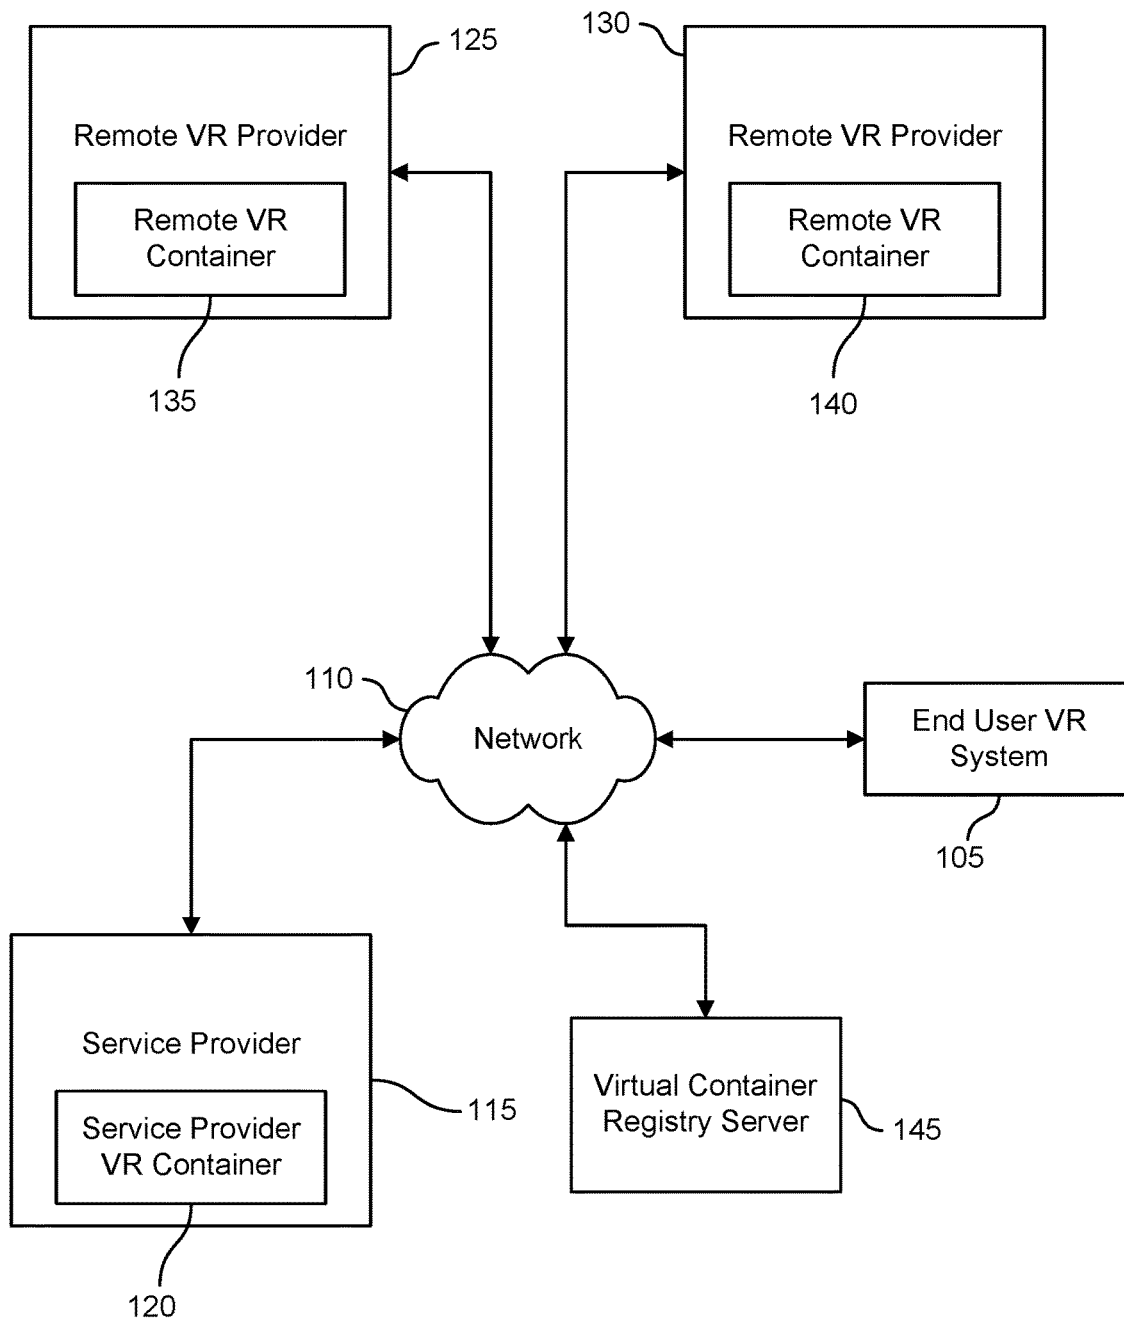 125
130
Remote VR Provider
Remote VR
Container
135
Remote VR Provider
Remote VR
Container
140
110
Network
End User VR
System
105
Service Provider
Service Provider
VR Container
115
120
Virtual Container
Registry Server
145